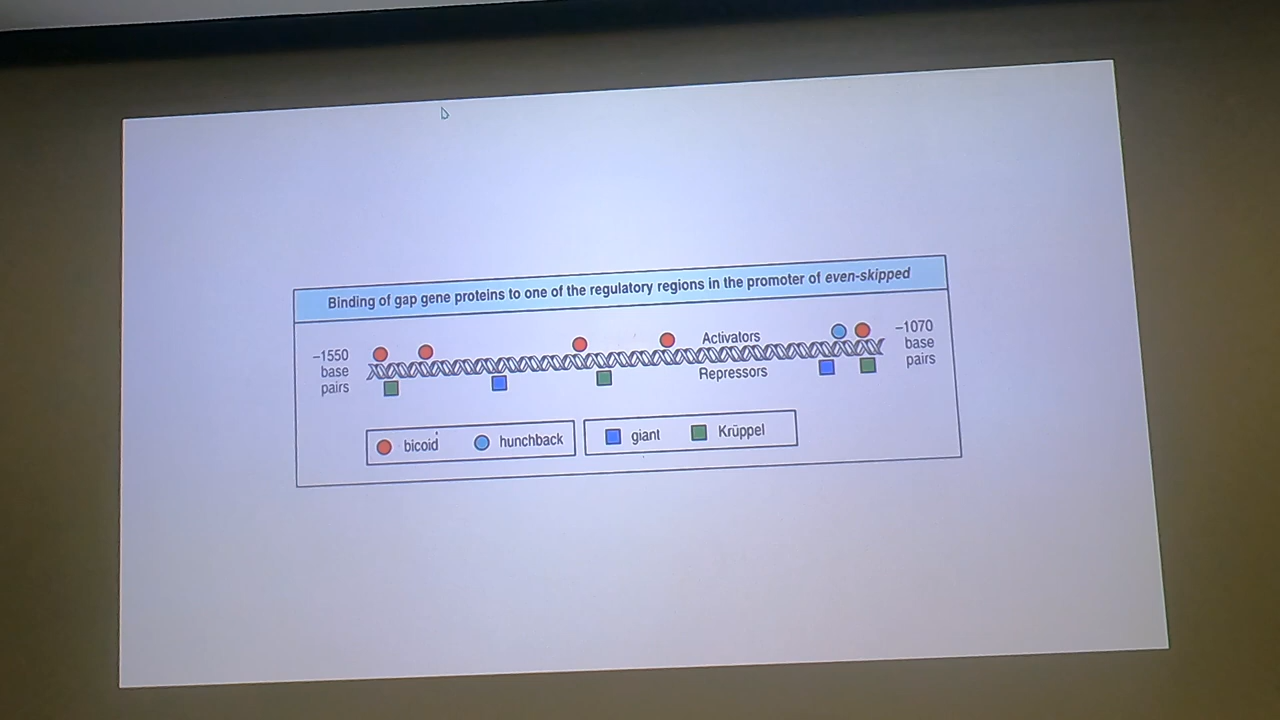 Binding of gap gene proteins to one of the regulatory regions in the promoter of even-skipped
−1550
base
pairs
Activators
Repressors
−1070
base
pairs
bicoid
hunchback
giant
Krüppel